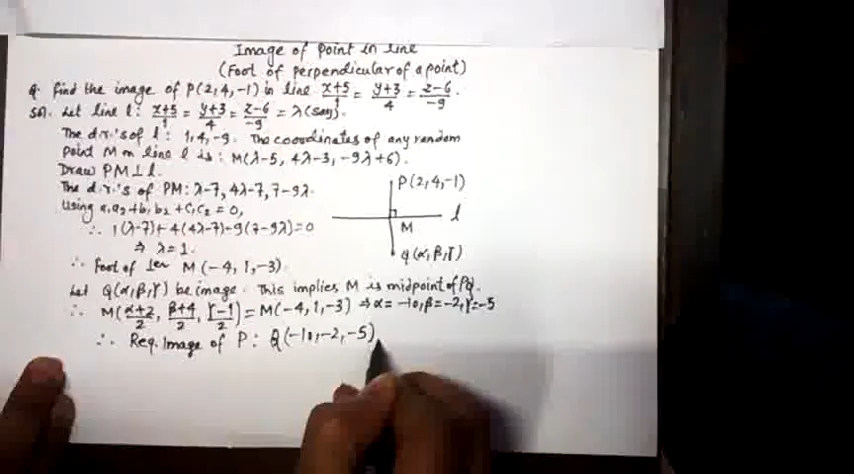 Image of point in line
(Foot of perpendicular of a point)
Q. Find the image of P(2,4,-1) in line (x+5)/1 = (y+3)/4 = (z-6)/-9.
Sol. Let line l: (x+5)/1 = (y+3)/4 = (z-6)/-9 = λ (say).
The d.r.'s of l: 1, 4, -9. The coordinates of any random
point M on line l is: M(λ-5, 4λ-3, -9λ+6).
Draw PM⊥l.
The d.r.'s of PM: λ-7, 4λ-7, 7-9λ.
Using a₁a₂+b₁b₂+c₁c₂=0,
∴ 1(λ-7)+4(4λ-7)-9(7-9λ)=0
⇒ λ=1.
P(2,4,-1)
l
M
Q(α,β,γ)
∴ Foot of ⊥er M(-4,1,-3).
Let Q(α,β,γ) be image. This implies M is midpoint of PQ.
∴ M((α+2)/2, (β+4)/2, (γ-1)/2) = M(-4,1,-3) ⇒ α=-10, β=-2, γ=-5
∴ Req. Image of P: Q(-10,-2,-5)